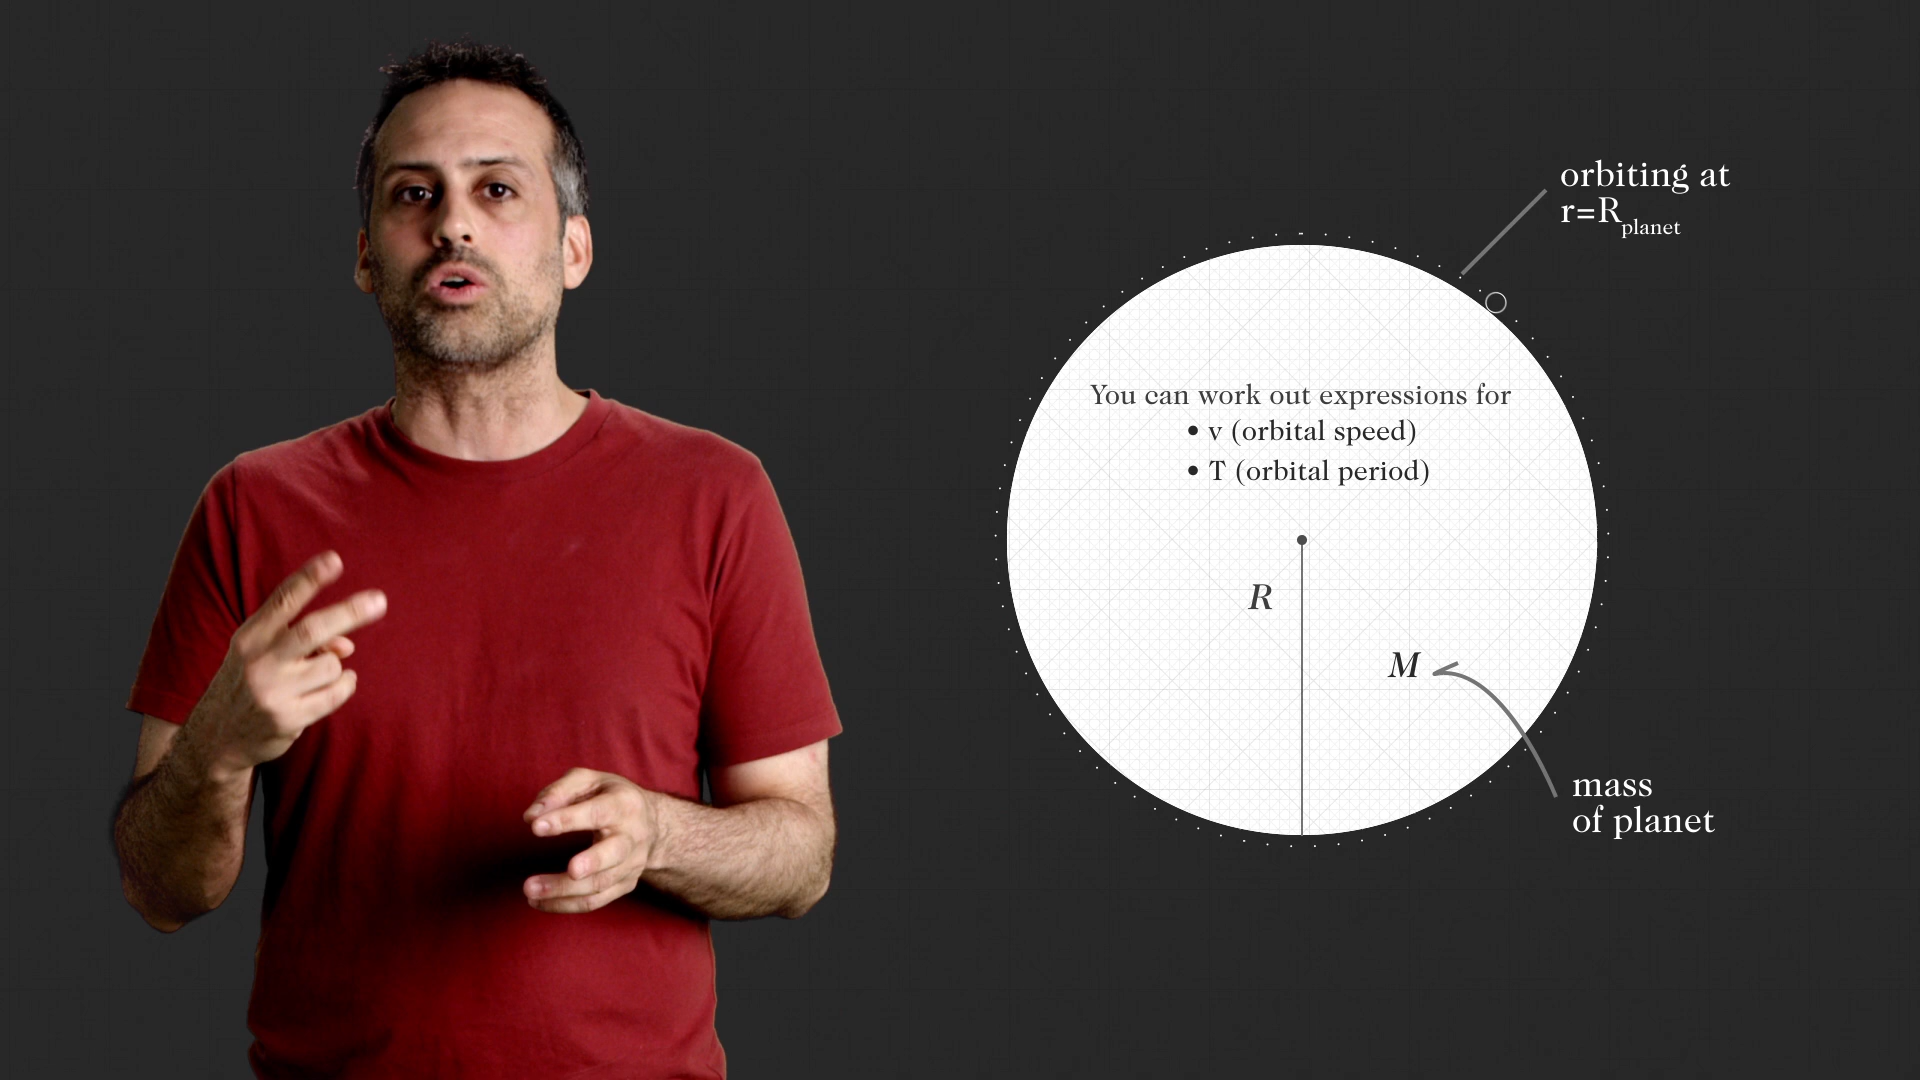 orbiting at
r=Rplanet
You can work out expressions for
• v (orbital speed)
• T (orbital period)
R
M
mass
of planet